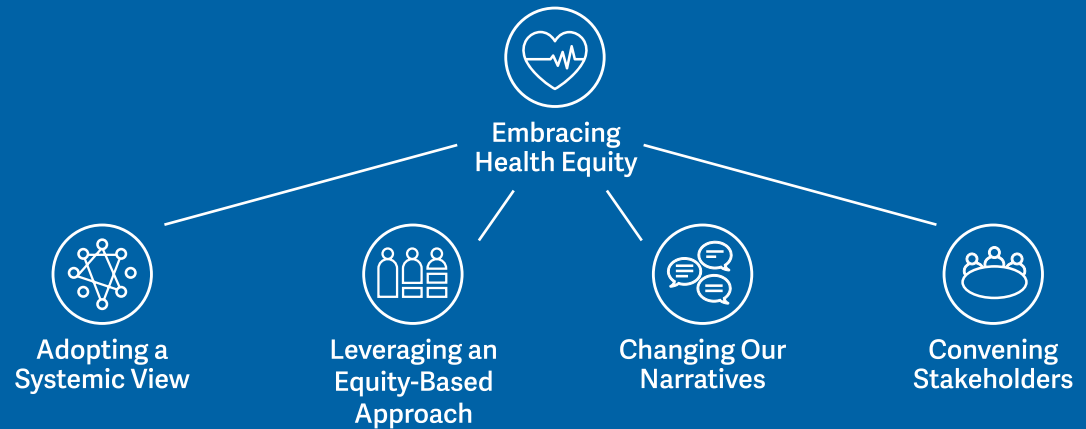 Embracing
Health Equity
Adopting a
Systemic View
Leveraging an
Equity-Based
Approach
Changing Our
Narratives
Convening
Stakeholders